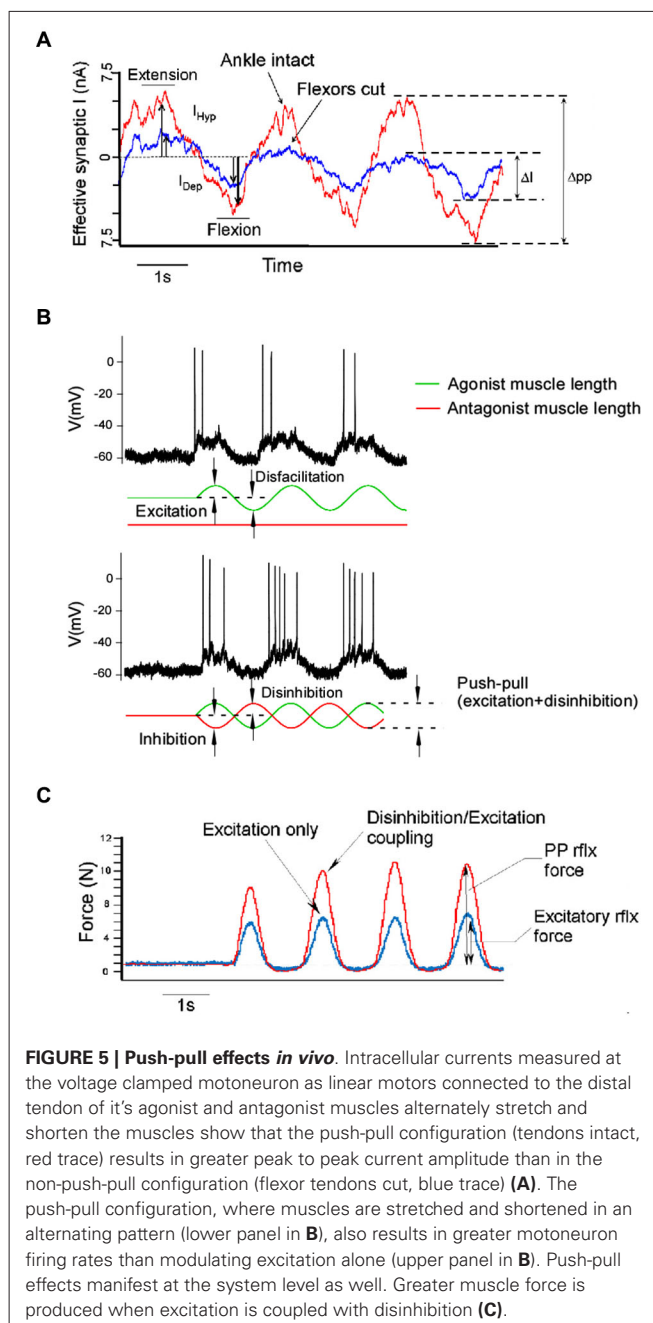 A
Effective synaptic I (nA)
7.5
0
7.5
Extension
I Hyp
I Dep
Flexion
Ankle intact
Flexors cut
ΔI
Δpp
1s
Time
B
V(mV)
0
-20
-40
-60
Agonist muscle length
Antagonist muscle length
Disfacilitation
Excitation
V(mV)
0
-20
-40
-60
Disinhibition
Inhibition
Push-pull
(excitation+disinhibition)
C
Force (N)
12
10
8
6
4
2
0
Excitation only
Disinhibition/Excitation
coupling
PP rflx
force
Excitatory rflx
force
1s
FIGURE 5 | Push-pull effects in vivo. Intracellular currents measured at
the voltage clamped motoneuron as linear motors connected to the distal
tendon of it's agonist and antagonist muscles alternately stretch and
shorten the muscles show that the push-pull configuration (tendons intact,
red trace) results in greater peak to peak current amplitude than in the
non-push-pull configuration (flexor tendons cut, blue trace) (A). The
push-pull configuration, where muscles are stretched and shortened in an
alternating pattern (lower panel in B), also results in greater motoneuron
firing rates than modulating excitation alone (upper panel in B). Push-pull
effects manifest at the system level as well. Greater muscle force is
produced when excitation is coupled with disinhibition (C).